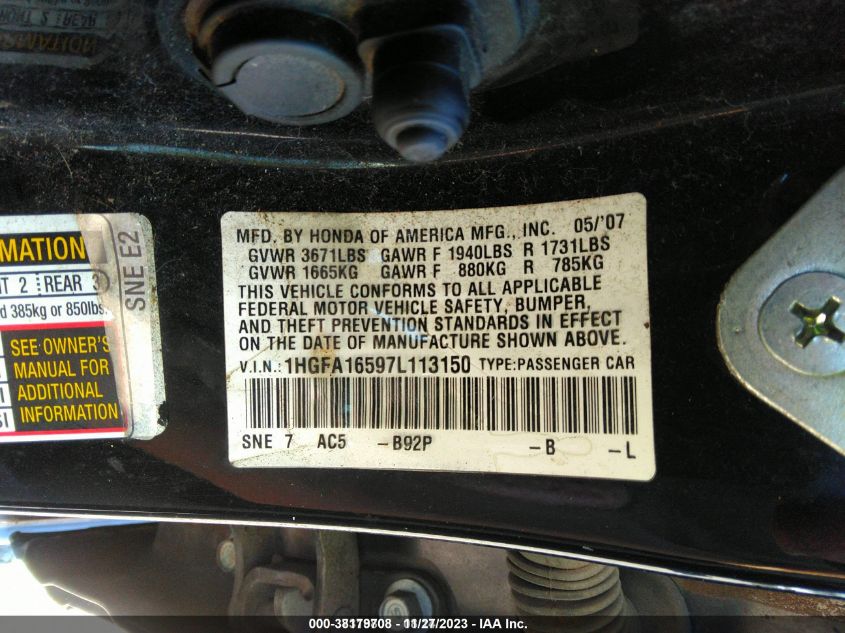 MFD. BY HONDA OF AMERICA MFG., INC. 05/'07
GVWR 3671LBS GAWR F 1940LBS R 1731LBS
GVWR 1665KG GAWR F 880KG R 785KG
THIS VEHICLE CONFORMS TO ALL APPLICABLE
FEDERAL MOTOR VEHICLE SAFETY, BUMPER,
AND THEFT PREVENTION STANDARDS IN EFFECT
ON THE DATE OF MANUFACTURE SHOWN ABOVE.
V.I.N.: 1HGFA16597L113150 TYPE:PASSENGER CAR
SNE 7 AC5 -B92P -B -L
RMATION
2 REAR 3
385kg or 850lbs.
SEE OWNER'S
MANUAL FOR
ADDITIONAL
INFORMATION
SNE E2
000-38179708 - 11/27/2023 - IAA Inc.